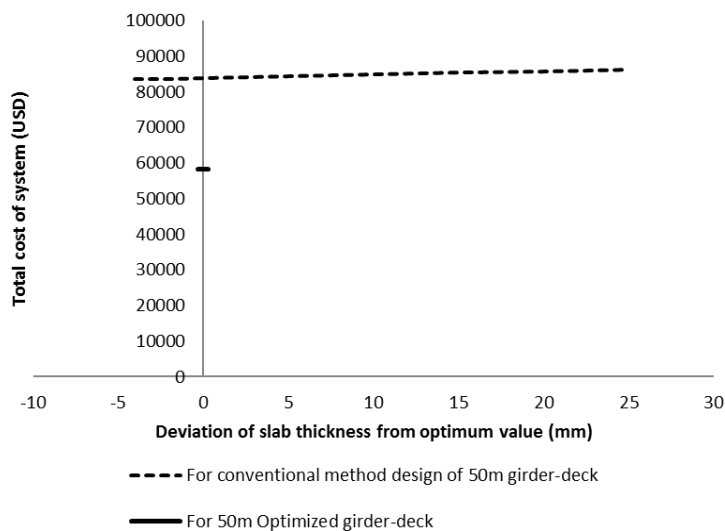 Total cost of system (USD)
100000
90000
80000
70000
60000
50000
40000
30000
20000
10000
0
-10 -5 0 5 10 15 20 25 30
Deviation of slab thickness from optimum value (mm)
For conventional method design of 50m girder-deck
For 50m Optimized girder-deck